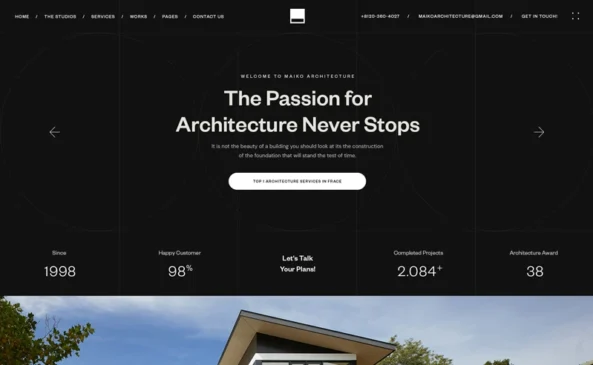 HOME / THE STUDIOS / SERVICES / WORKS / PAGES / CONTACT US
+8120-380-4027 / MAIKOARCHITECTURE@GMAIL.COM / GET IN TOUCH!
WELCOME TO MAIKO ARCHITECTURE
The Passion for
Architecture Never Stops
It is not the beauty of a building you should look at its the construction
of the foundation that will stand the test of time.
TOP 1 ARCHITECTURE SERVICES IN FRACE
Since
1998
Happy Customer
98%
Let's Talk
Your Plans!
Completed Projects
2.084+
Architecture Award
38